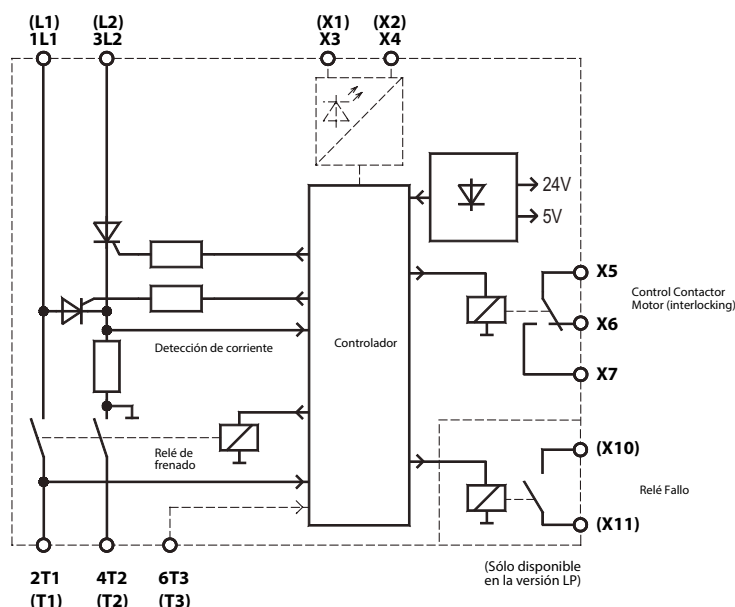 (L1)
1L1
(L2)
3L2
(X1)
X3
(X2)
X4
24V
5V
X5
Control Contactor
Motor (interlocking)
X6
Detección de corriente
Controlador
X7
Relé de
frenado
(X10)
Relé Fallo
(X11)
2T1
(T1)
4T2
(T2)
6T3
(T3)
(Sólo disponible
en la versión LP)